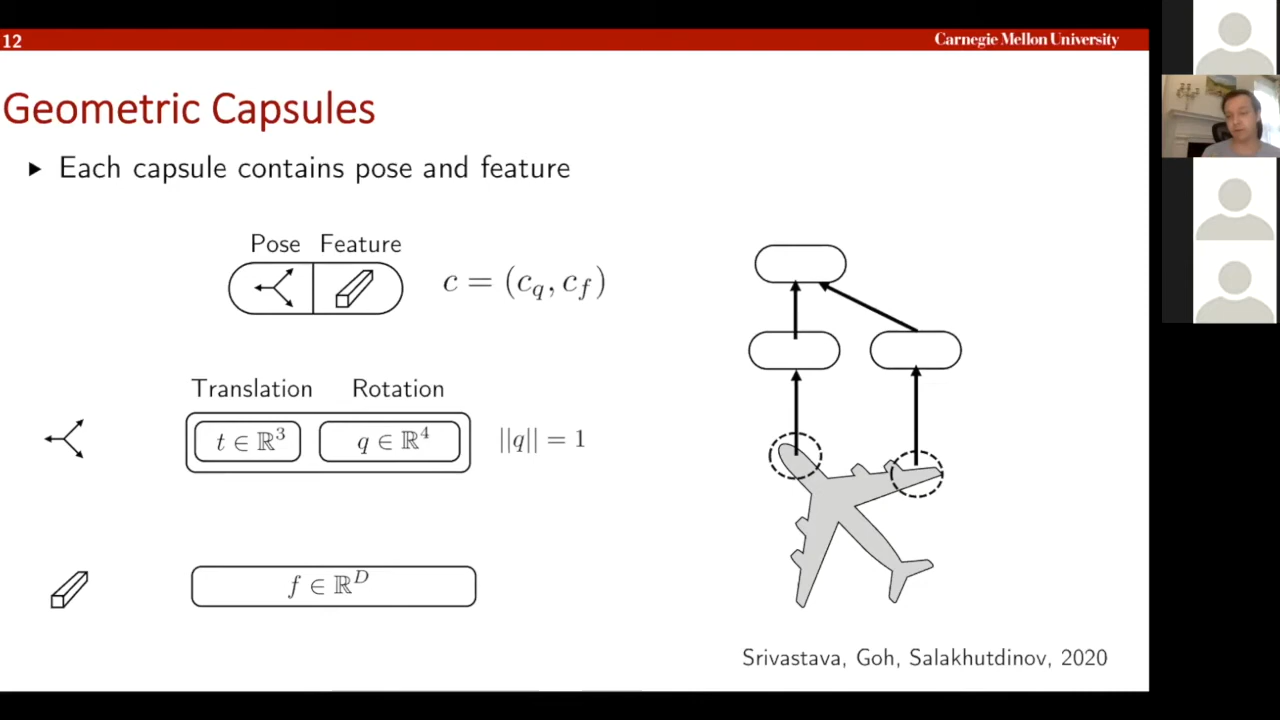 12
Carnegie Mellon University
Geometric Capsules
▶ Each capsule contains pose and feature
Pose Feature
c = (c_q, c_f)
Translation Rotation
t ∈ ℝ³ q ∈ ℝ⁴ ||q|| = 1
f ∈ ℝᴰ
Srivastava, Goh, Salakhutdinov, 2020